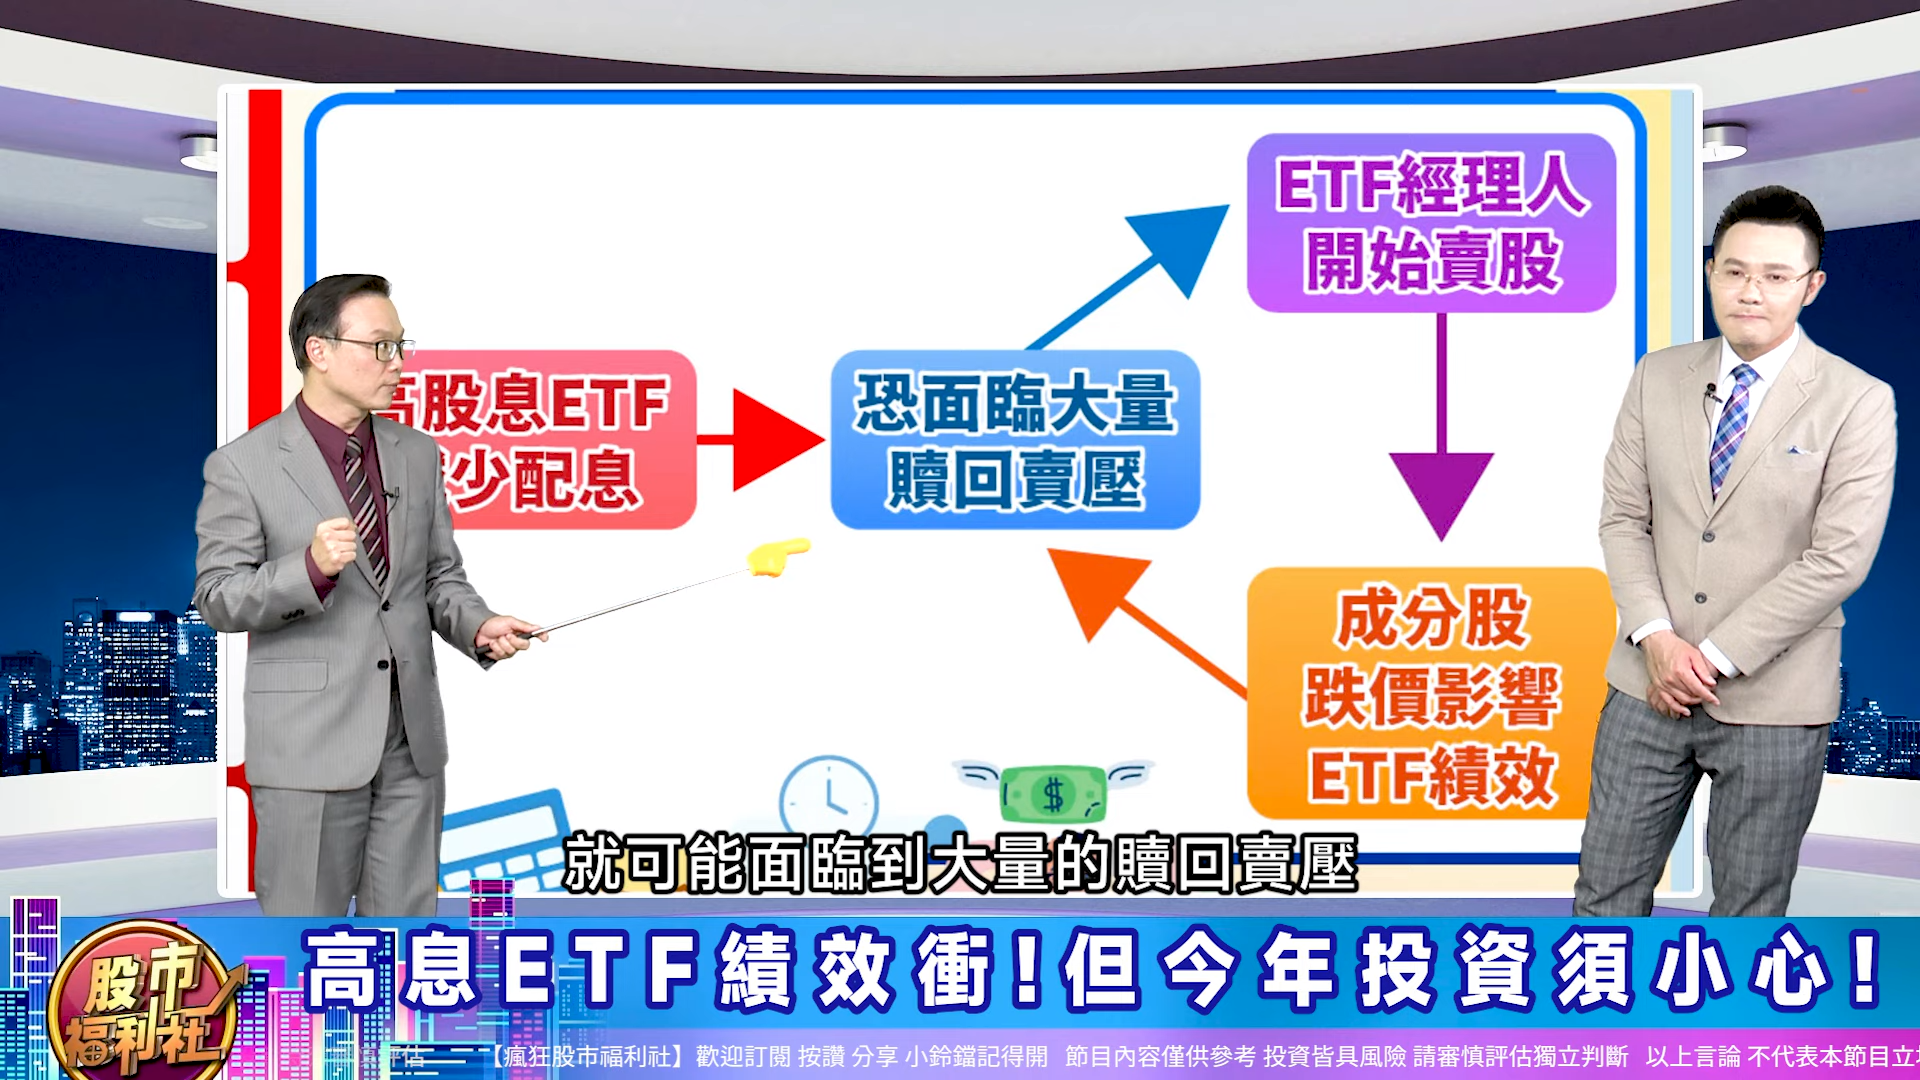 ETF經理人
開始賣股
高股息ETF
少配息
恐面臨大量
贖回賣壓
成分股
跌價影響
ETF績效
就可能面臨到大量的贖回賣壓
高息ETF績效衝!但今年投資須小心!
股市
福利社
評估
【瘋狂股市福利社】歡迎訂閱 按讚 分享 小鈴鐺記得開 節目內容僅供參考 投資皆具風險 請審慎評估獨立判斷 以上言論 不代表本節目立